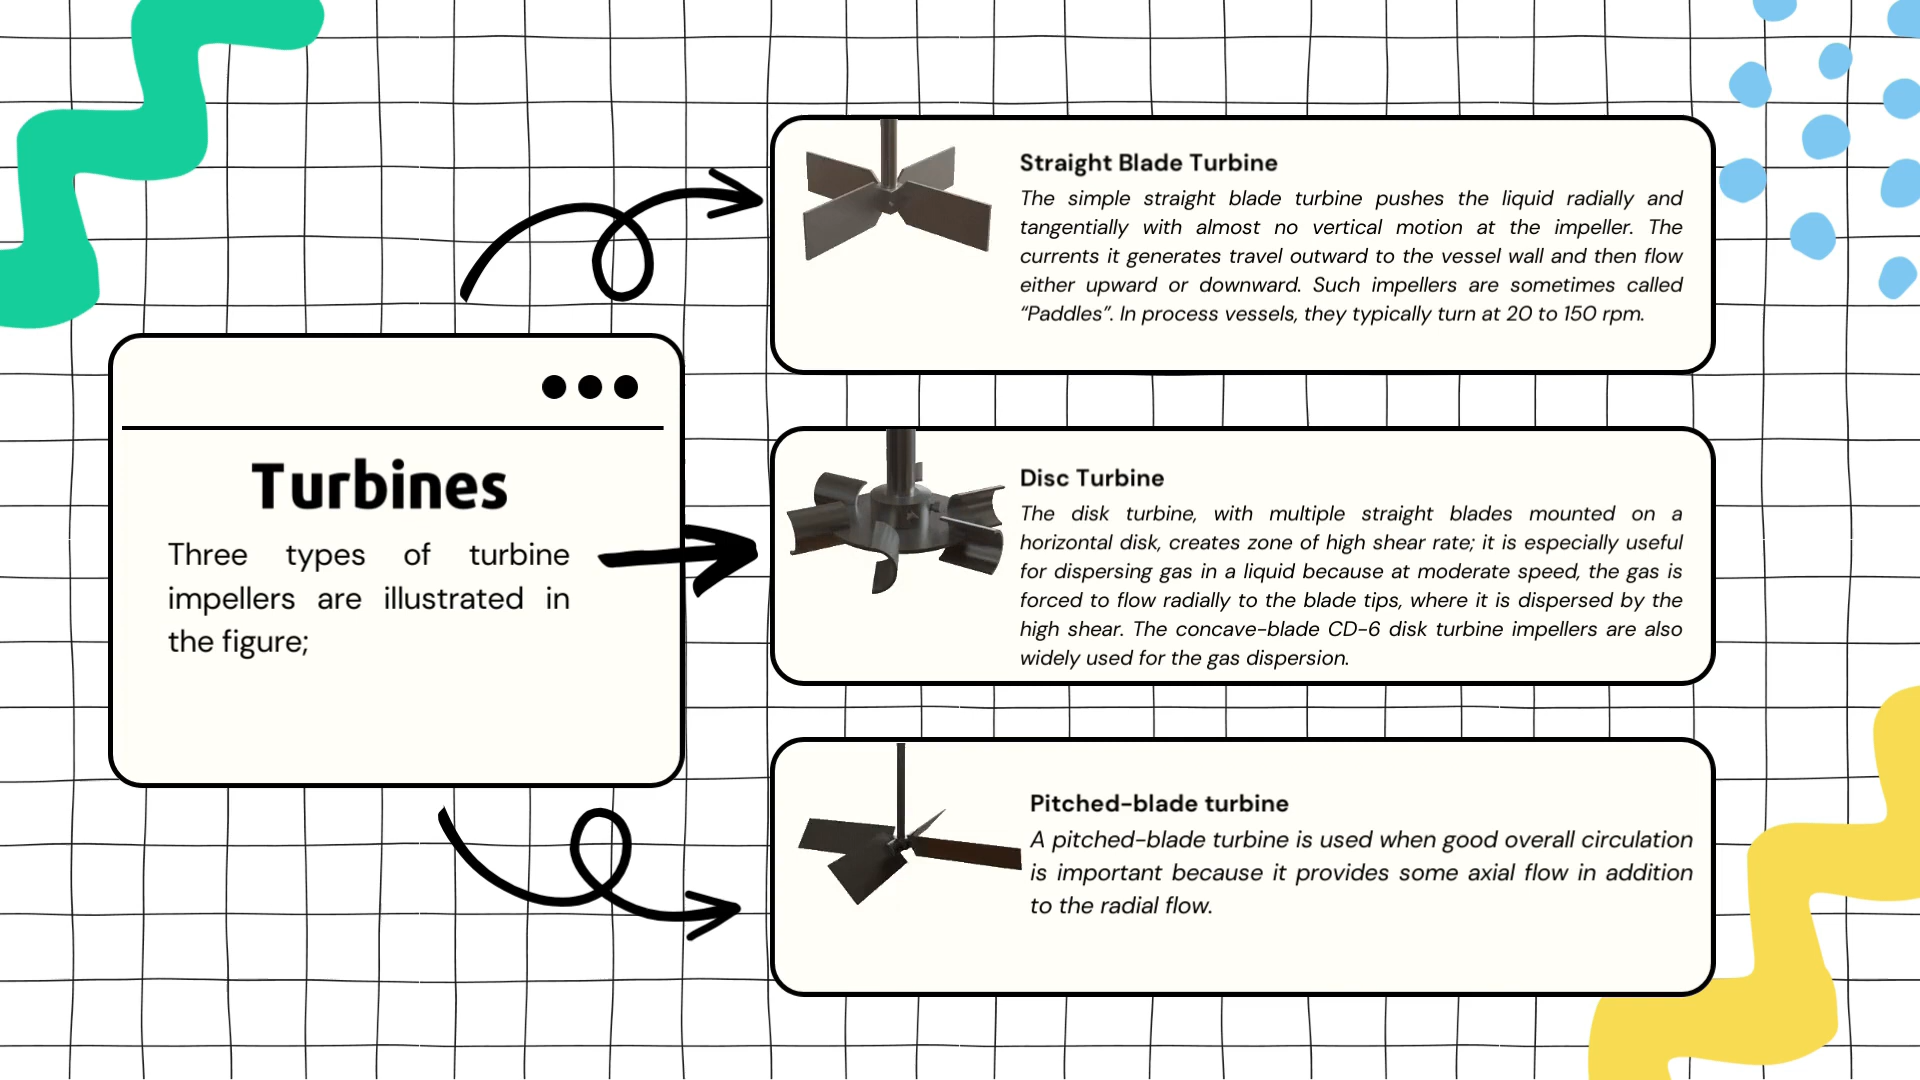 Turbines
Three types of turbine
impellers are illustrated in
the figure;
Straight Blade Turbine
The simple straight blade turbine pushes the liquid radially and
tangentially with almost no vertical motion at the impeller. The
currents it generates travel outward to the vessel wall and then flow
either upward or downward. Such impellers are sometimes called
“Paddles”. In process vessels, they typically turn at 20 to 150 rpm.
Disc Turbine
The disk turbine, with multiple straight blades mounted on a
horizontal disk, creates zone of high shear rate; it is especially useful
for dispersing gas in a liquid because at moderate speed, the gas is
forced to flow radially to the blade tips, where it is dispersed by the
high shear. The concave-blade CD-6 disk turbine impellers are also
widely used for the gas dispersion.
Pitched-blade turbine
A pitched-blade turbine is used when good overall circulation
is important because it provides some axial flow in addition
to the radial flow.